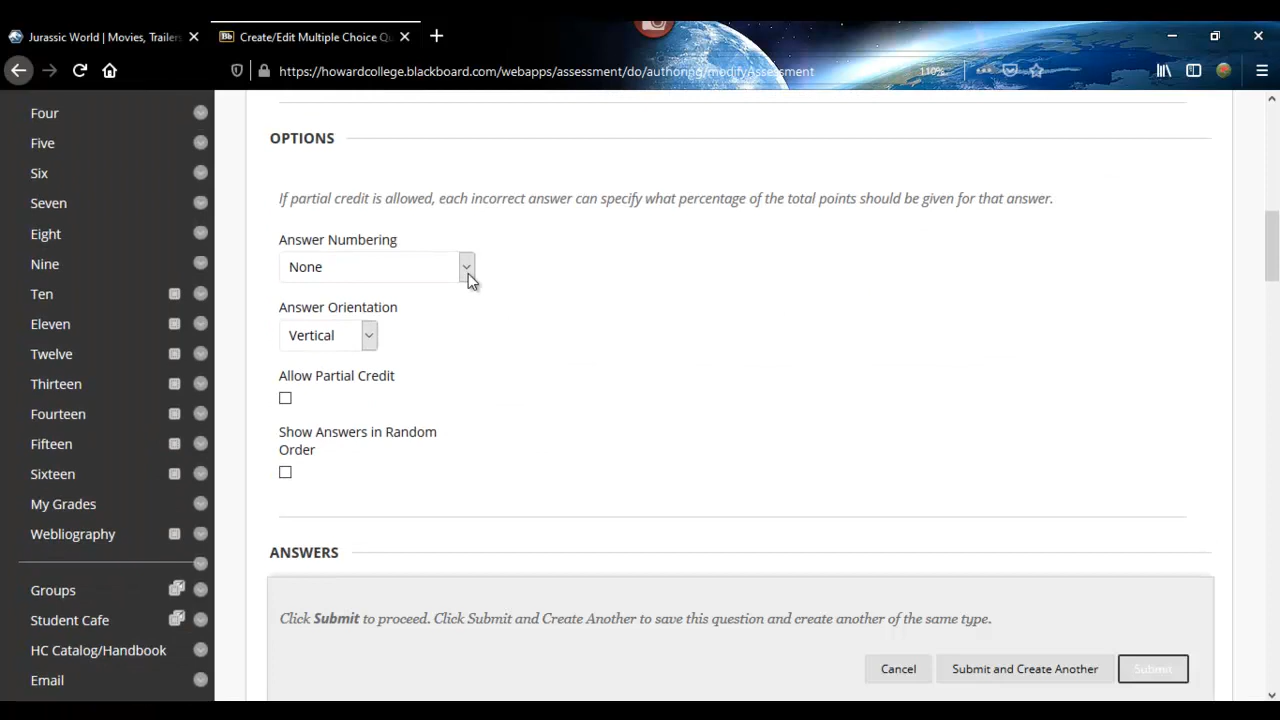 Jurassic World | Movies, Trailer
Bb Create/Edit Multiple Choice Qu
https://howardcollege.blackboard.com/webapps/assessment/do/authoring/modifyAssessment 110%
Four
Five
Six
Seven
Eight
Nine
Ten
Eleven
Twelve
Thirteen
Fourteen
Fifteen
Sixteen
My Grades
Webliography
Groups
Student Cafe
HC Catalog/Handbook
Email
OPTIONS
If partial credit is allowed, each incorrect answer can specify what percentage of the total points should be given for that answer.
Answer Numbering
None
Answer Orientation
Vertical
Allow Partial Credit
Show Answers in Random
Order
ANSWERS
Click Submit to proceed. Click Submit and Create Another to save this question and create another of the same type.
Cancel Submit and Create Another Submit